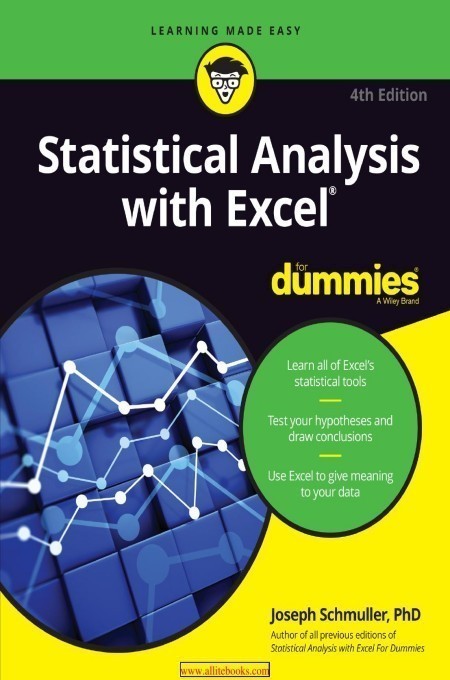 LEARNING MADE EASY
4th Edition
Statistical Analysis
with Excel®
for
dummies®
A Wiley Brand
Learn all of Excel's
statistical tools
Test your hypotheses and
draw conclusions
Use Excel to give meaning
to your data
Joseph Schmuller, PhD
Author of all previous editions of
Statistical Analysis with Excel For Dummies
www.allitebooks.com